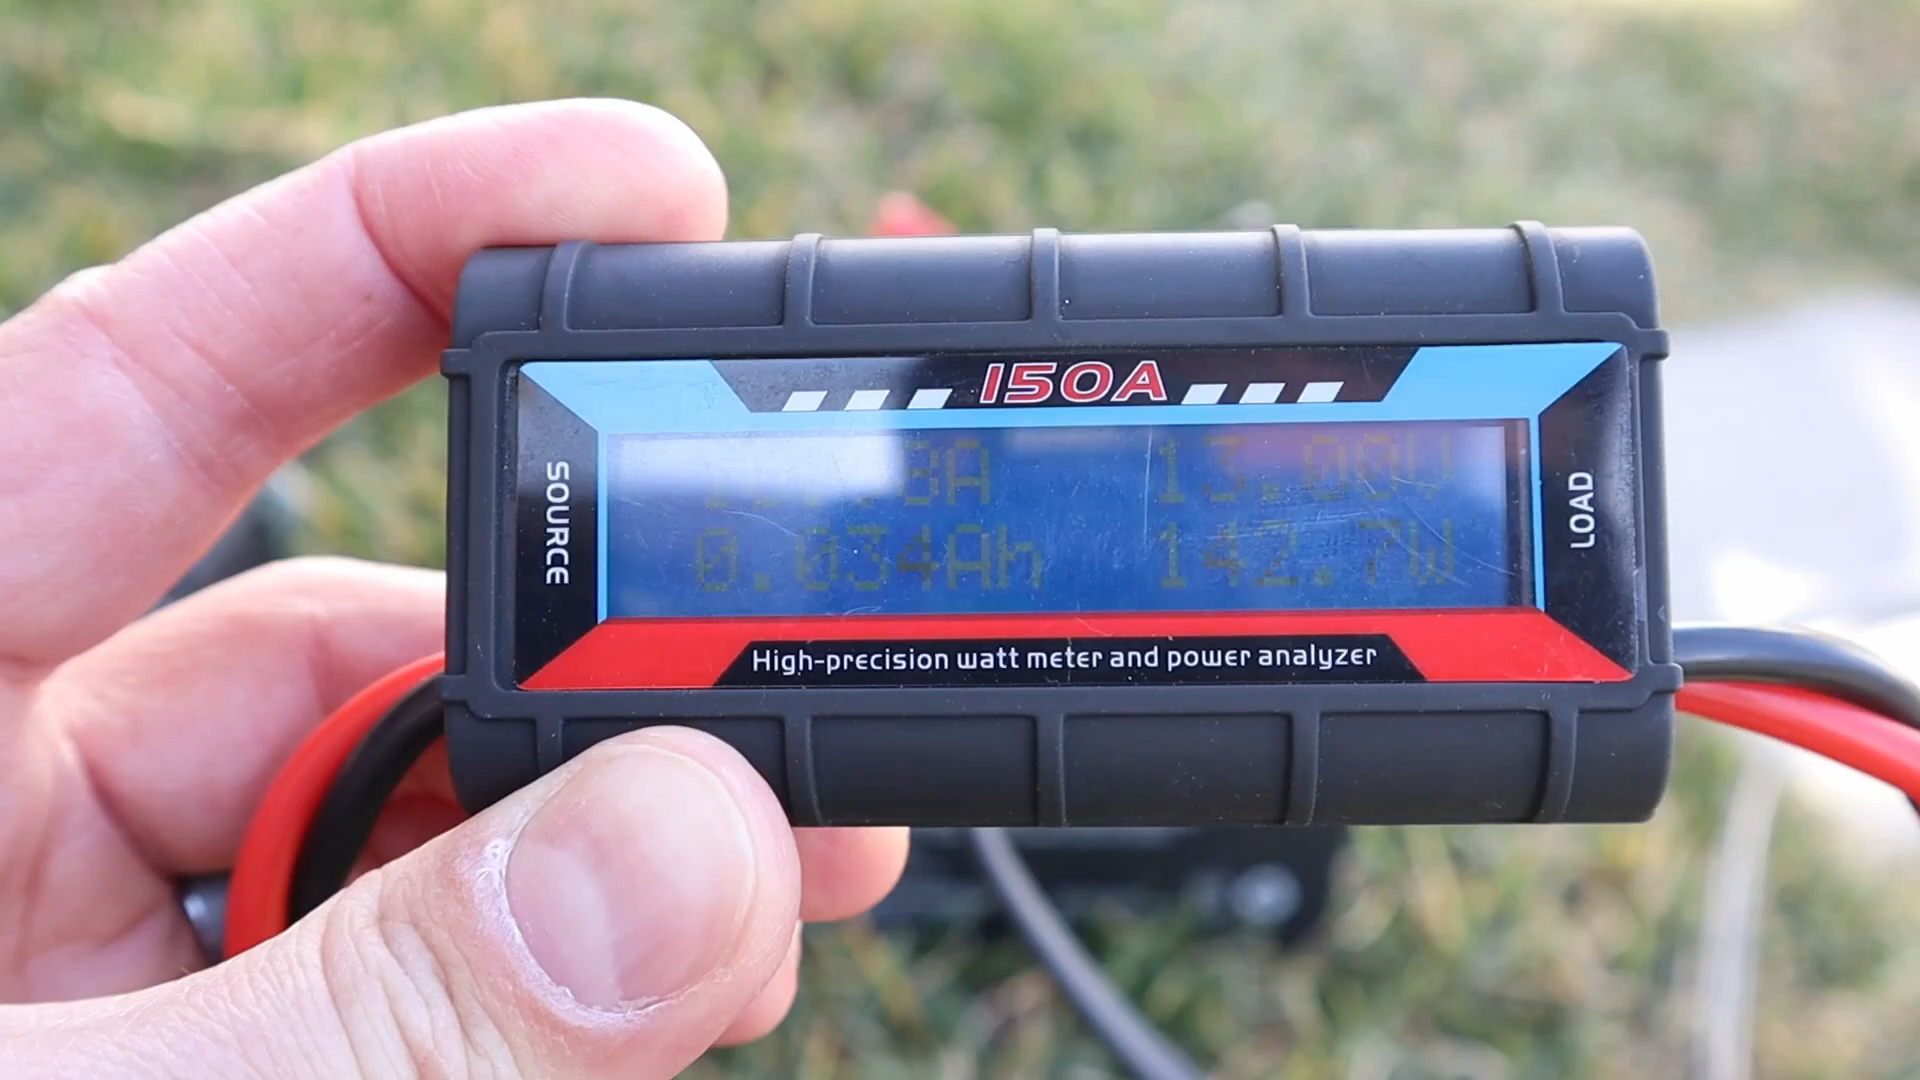 150A
SOURCE
13.00V
LOAD
0.034Ah 142.7W
High-precision watt meter and power analyzer